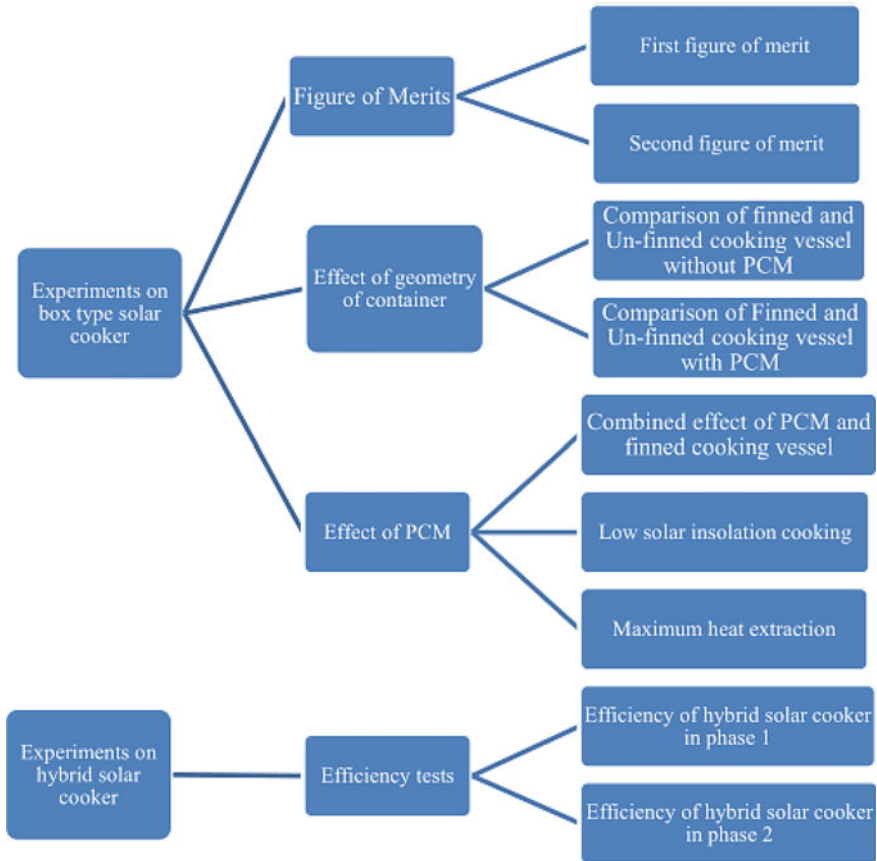 First figure of merit
Figure of Merits
Second figure of merit
Comparison of finned and
Un-finned cooking vessel
without PCM
Experiments on
box type solar
cooker
Effect of geometry
of container
Comparison of Finned and
Un-finned cooking vessel
with PCM
Combined effect of PCM and
finned cooking vessel
Effect of PCM
Low solar insolation cooking
Maximum heat extraction
Efficiency of hybrid solar cooker
in phase 1
Experiments on
hybrid solar
cooker
Efficiency tests
Efficiency of hybrid solar cooker
in phase 2